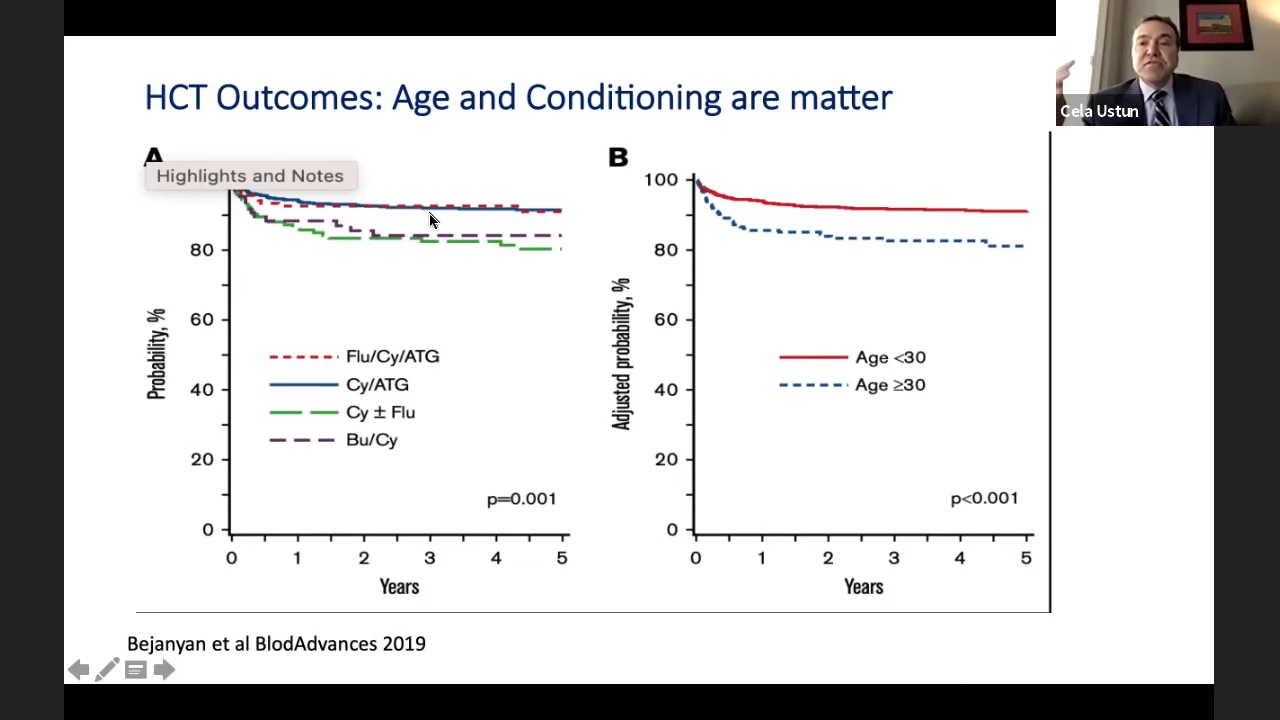 HCT Outcomes: Age and Conditioning are matter
Cela Ustun
A
Highlights and Notes
80
60
40
20
0
Probability, %
Flu/Cy/ATG
Cy/ATG
Cy ± Flu
Bu/Cy
p=0.001
0 1 2 3 4 5
Years
B
100
80
60
40
20
0
Adjusted probability, %
Age <30
Age ≥30
p<0.001
0 1 2 3 4 5
Years
Bejanyan et al BlodAdvances 2019